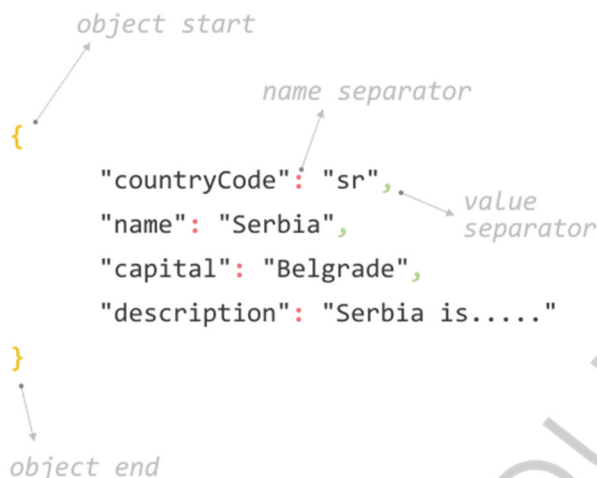 object start
name separator
{
"countryCode": "sr",
value
separator
"name": "Serbia",
"capital": "Belgrade",
"description": "Serbia is....."
}
object end